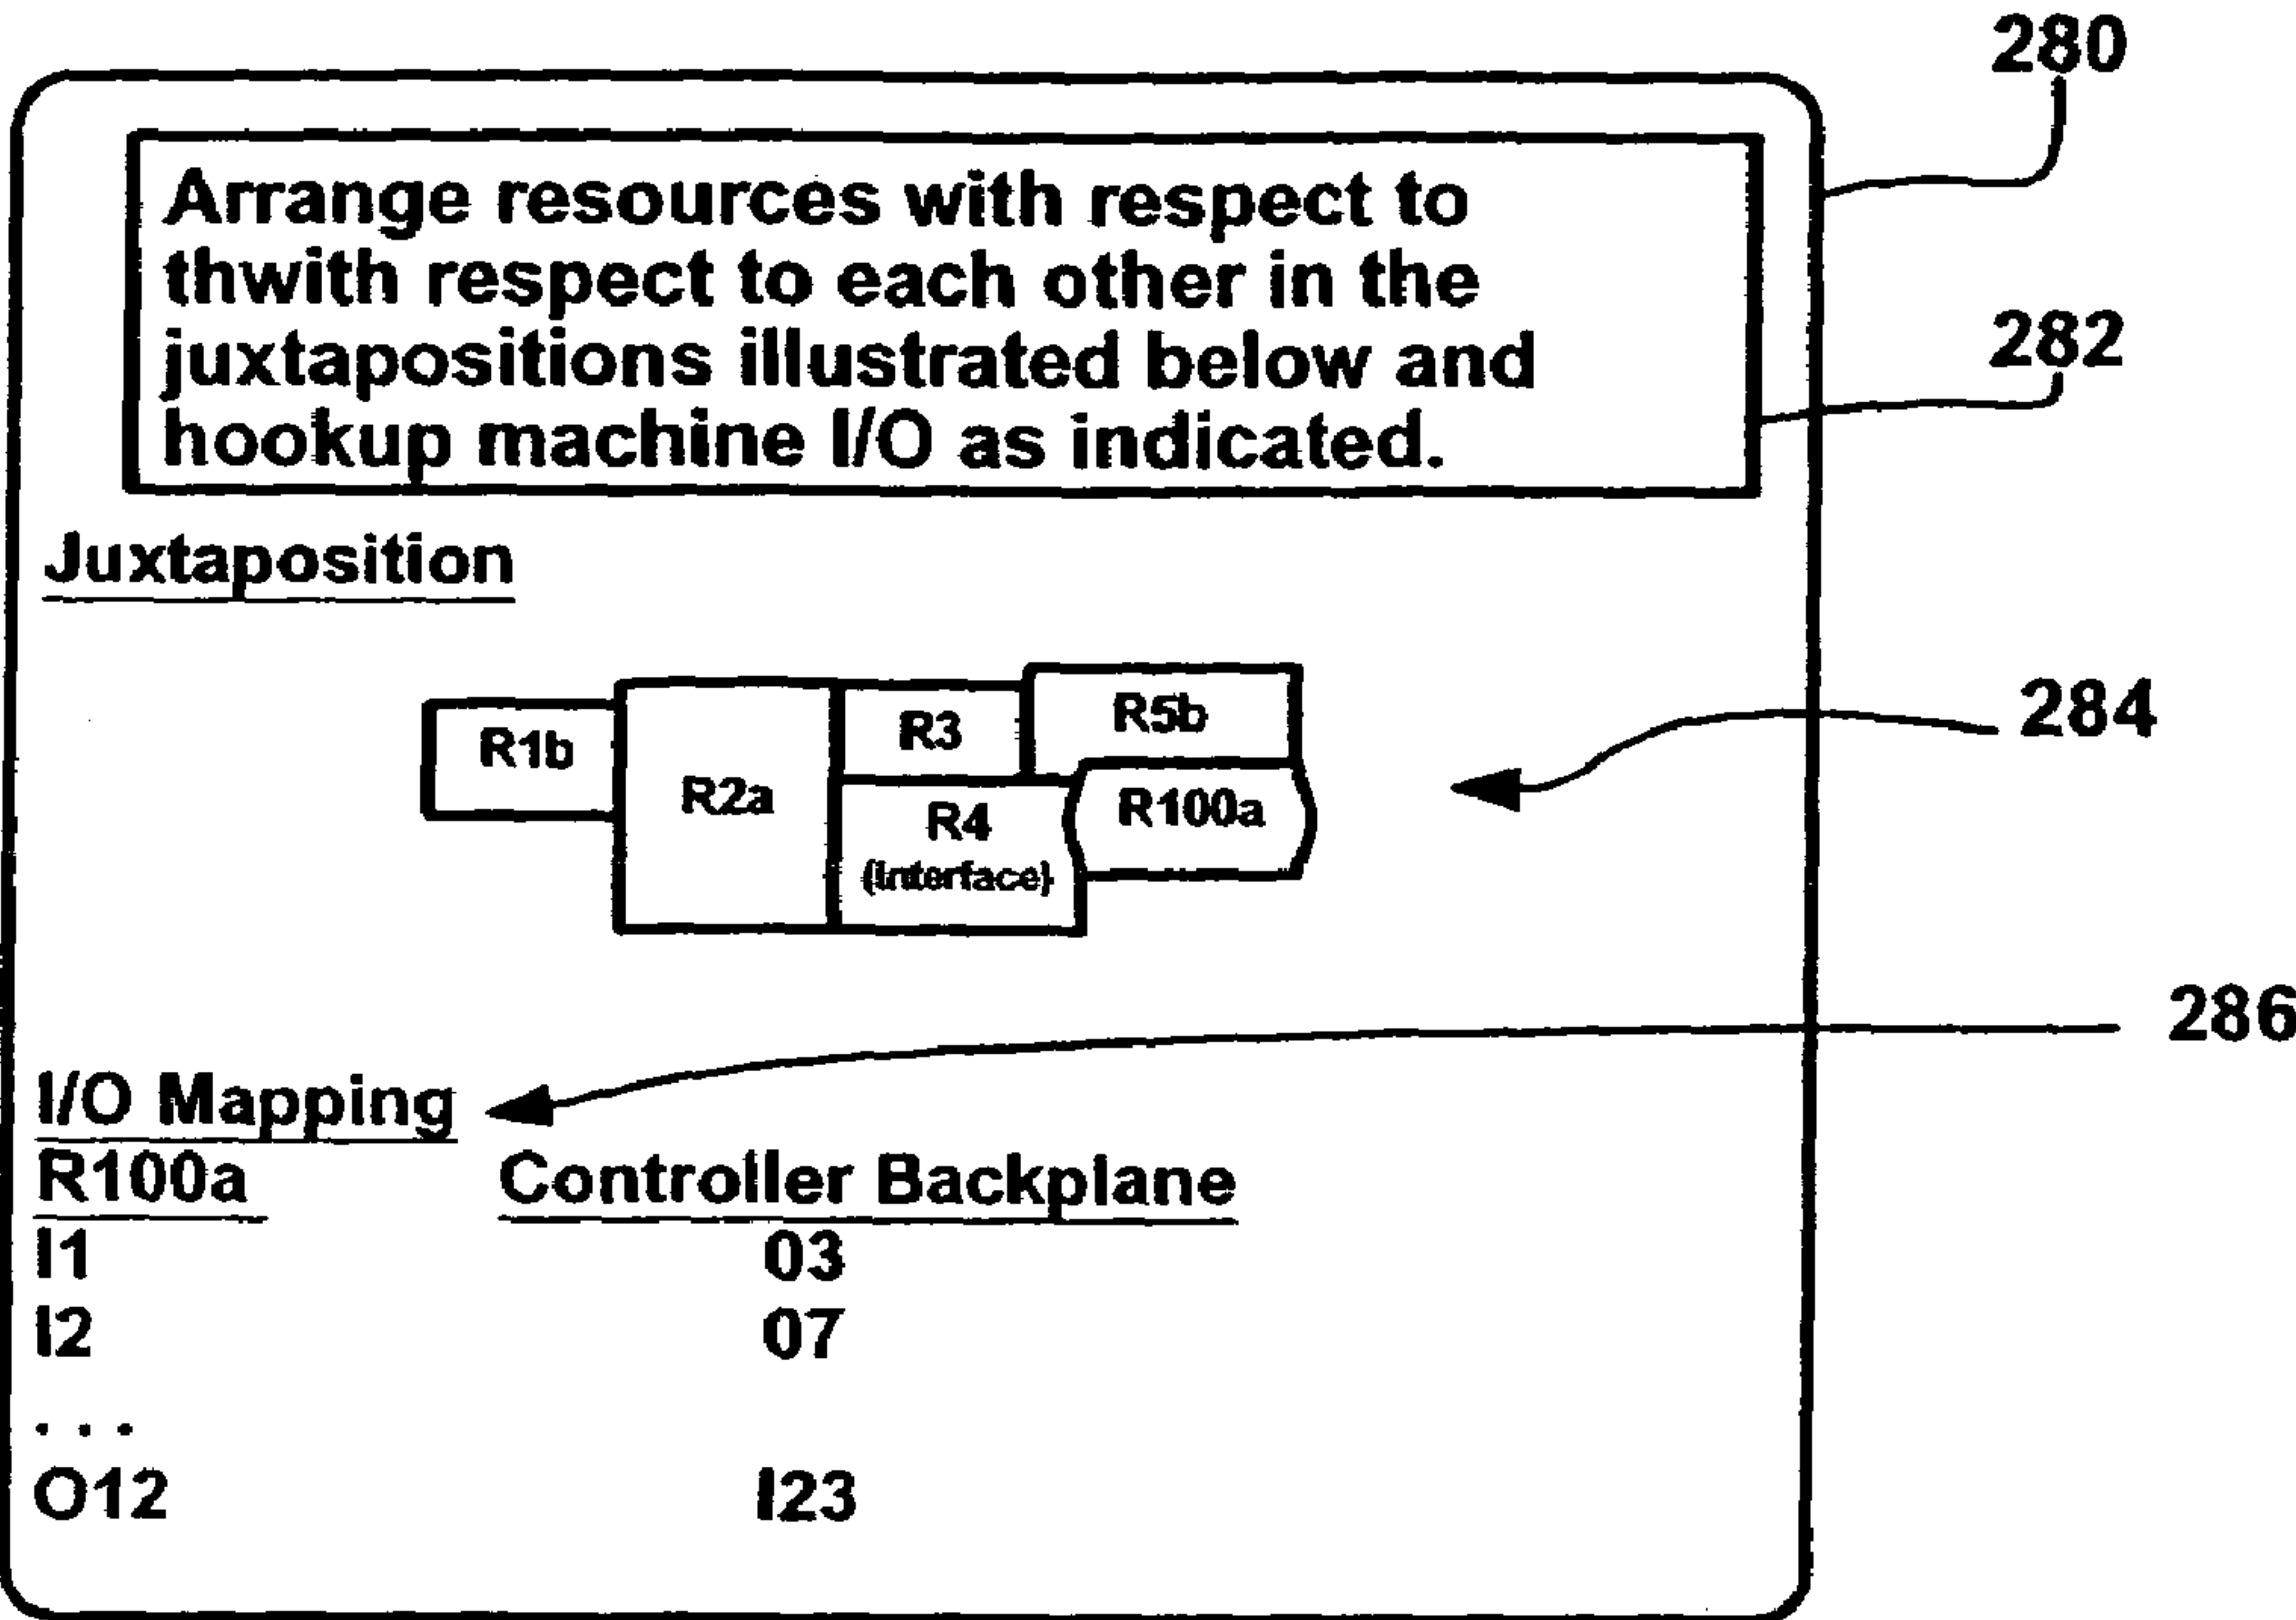 280
Arrange resources with respect to
thwith respect to each other in the
juxtapositions illustrated below and
hookup machine I/O as indicated.
282
Juxtaposition
R1b
R2a
R3
R5b
R4
(Interface)
R100a
284
286
I/O Mapping
R100a Controller Backplane
I1 03
I2 07
. . .
O12 I23